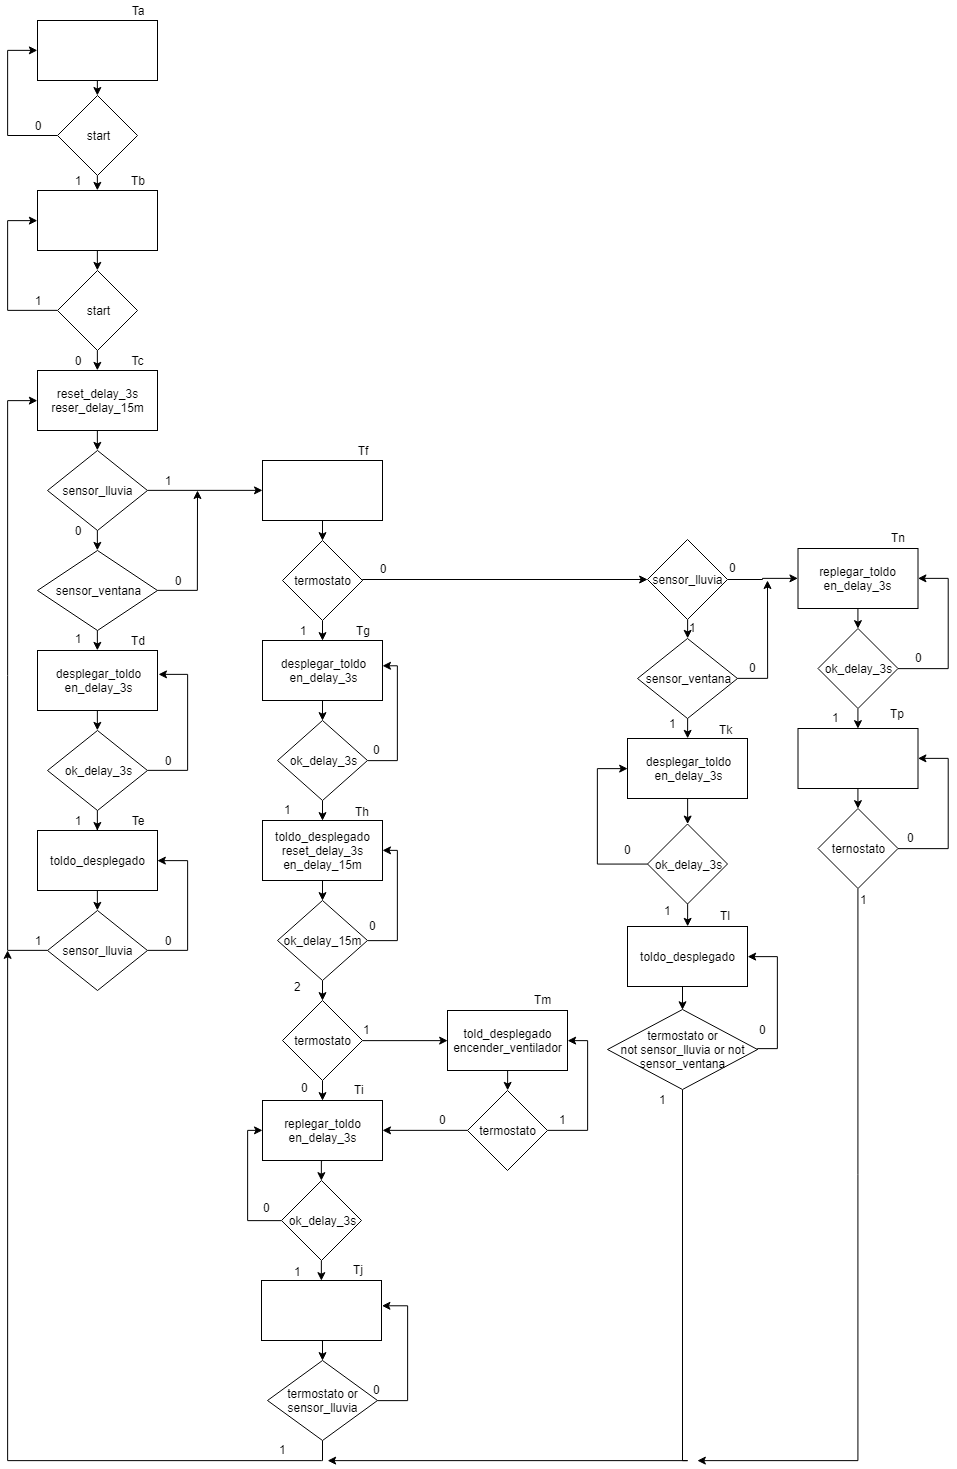 Ta
0
start
1
Tb
1
start
0
Tc
reset_delay_3s
reser_delay_15m
sensor_lluvia
1
0
sensor_ventana
0
1
Td
desplegar_toldo
en_delay_3s
ok_delay_3s
0
1
Te
toldo_desplegado
1
sensor_lluvia
0
Tf
termostato
0
1
Tg
desplegar_toldo
en_delay_3s
ok_delay_3s
0
1
Th
toldo_desplegado
reset_delay_3s
en_delay_15m
ok_delay_15m
0
2
termostato
1
0
Tm
told_desplegado
encender_ventilador
0
termostato
1
Ti
replegar_toldo
en_delay_3s
0
ok_delay_3s
1
Tj
termostato or
sensor_lluvia
0
1
sensor_lluvia
0
1
sensor_ventana
0
1
Tk
desplegar_toldo
en_delay_3s
0
ok_delay_3s
1
Tl
toldo_desplegado
termostato or
not sensor_lluvia or not
sensor_ventana
0
1
Tn
replegar_toldo
en_delay_3s
ok_delay_3s
0
1
Tp
ternostato
0
1